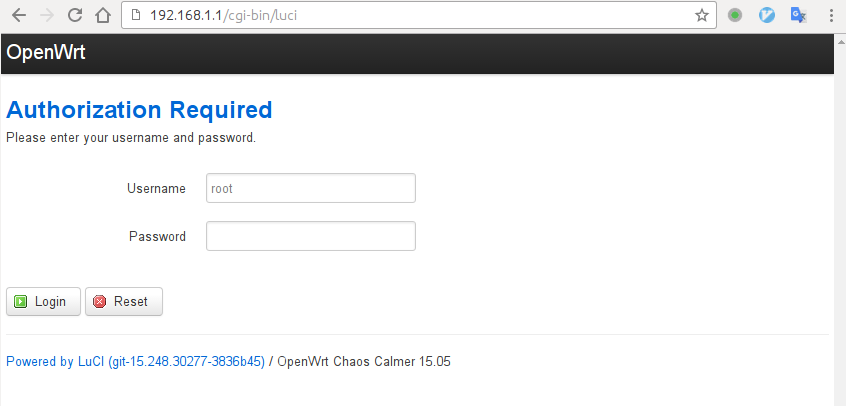 192.168.1.1/cgi-bin/luci
OpenWrt
Authorization Required
Please enter your username and password.
Username root
Password
Login Reset
Powered by LuCI (git-15.248.30277-3836b45) / OpenWrt Chaos Calmer 15.05